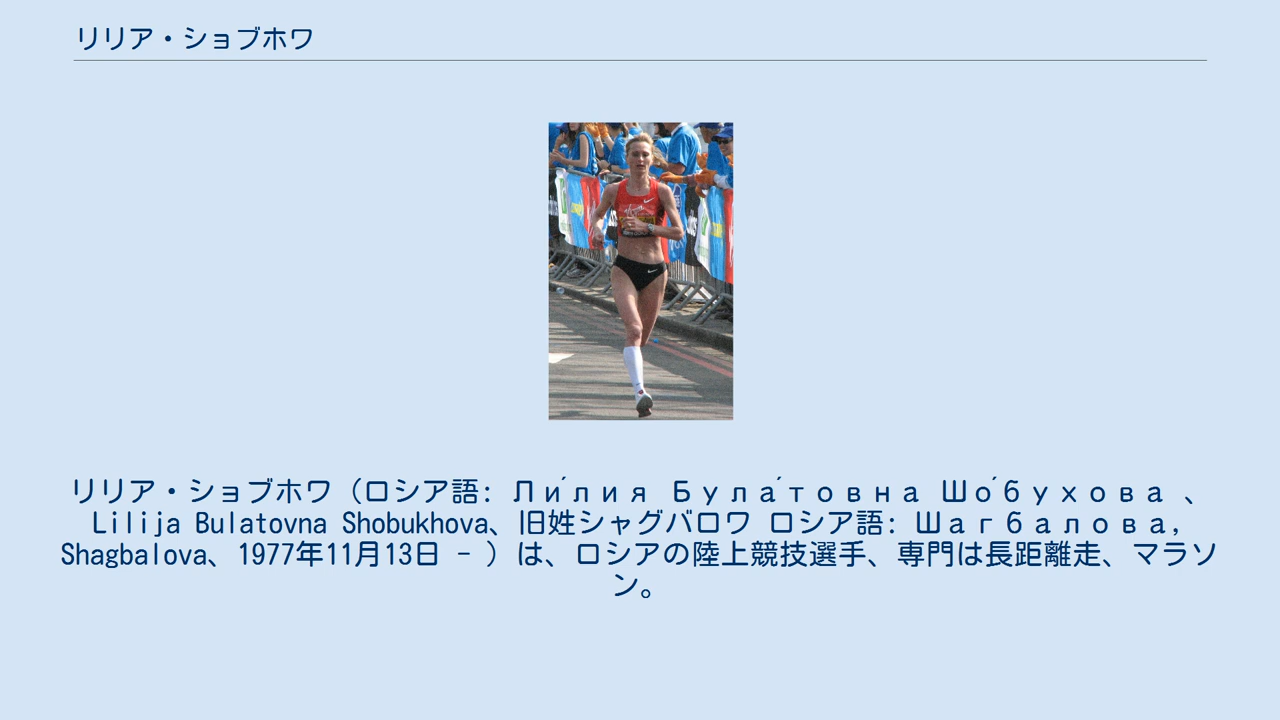 リリア・ショブホワ
リリア・ショブホワ（ロシア語: Ли́лия Була́товна Шо́бухова 、
Lilija Bulatovna Shobukhova、旧姓シャグバロワ ロシア語: Шагбалова,
Shagbalova、1977年11月13日 - ）は、ロシアの陸上競技選手、専門は長距離走、マラソ
ン。